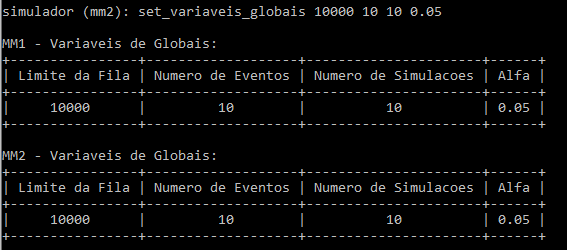 simulador (mm2): set_variaveis_globais 10000 10 10 0.05
MM1 - Variaveis de Globais:
+-----------------+--------------------+-----------------------+------+
| Limite da Fila | Numero de Eventos | Numero de Simulacoes | Alfa |
+-----------------+--------------------+-----------------------+------+
| 10000 | 10 | 10 | 0.05 |
+-----------------+--------------------+-----------------------+------+
MM2 - Variaveis de Globais:
+-----------------+--------------------+-----------------------+------+
| Limite da Fila | Numero de Eventos | Numero de Simulacoes | Alfa |
+-----------------+--------------------+-----------------------+------+
| 10000 | 10 | 10 | 0.05 |
+-----------------+--------------------+-----------------------+------+